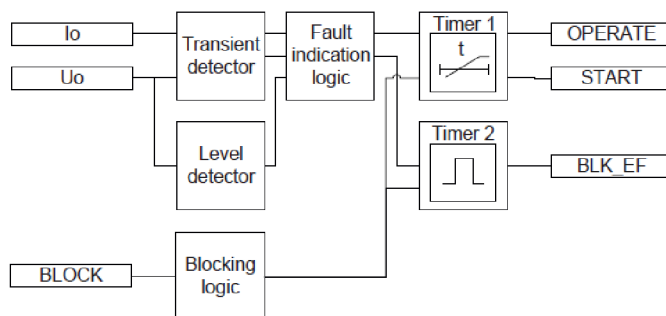 Io
Uo
Transient
detector
Fault
indication
logic
Timer 1
t
OPERATE
START
Level
detector
Timer 2
BLK_EF
BLOCK
Blocking
logic